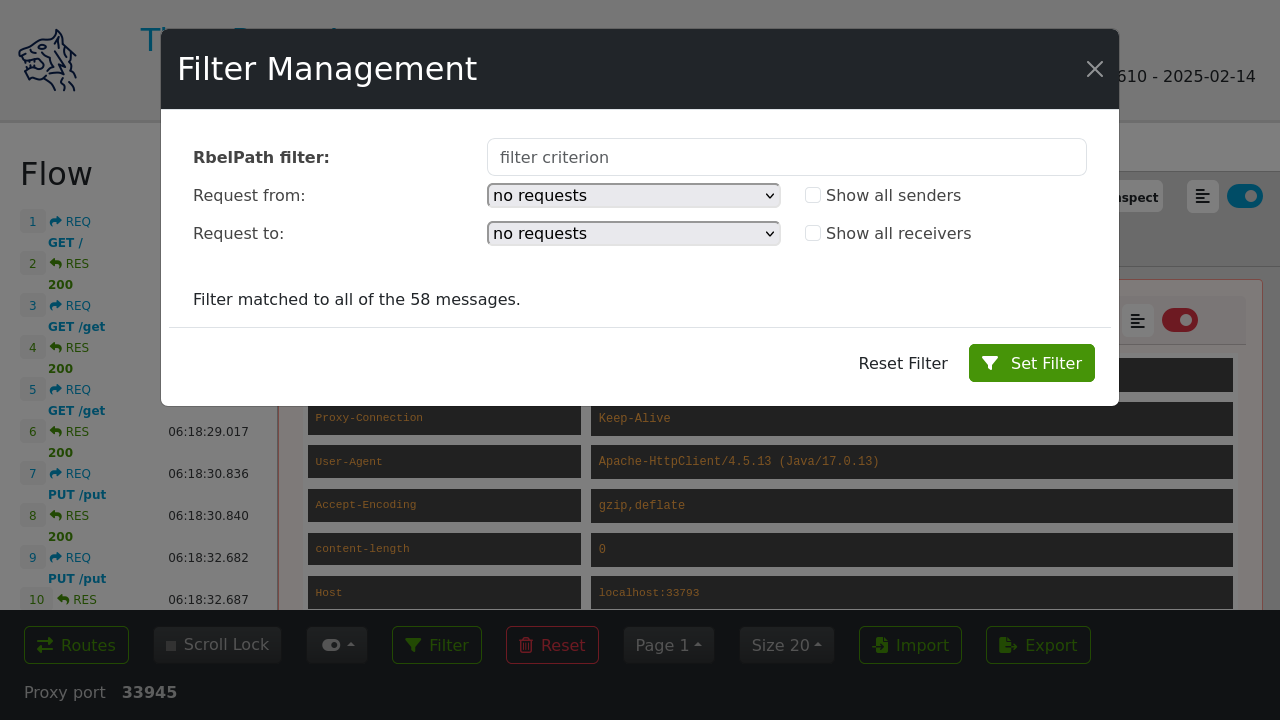 Filter Management
610 - 2025-02-14
RbelPath filter:
filter criterion
Request from:
no requests
Show all senders
Request to:
no requests
Show all receivers
Filter matched to all of the 58 messages.
Reset Filter
Set Filter
Flow
1 REQ
GET /
2 RES
200
3 REQ
GET /get
4 RES
200
5 REQ
GET /get
6 RES 06:18:29.017
200
7 REQ 06:18:30.836
PUT /put
8 RES 06:18:30.840
200
9 REQ 06:18:32.682
PUT /put
10 RES 06:18:32.687
Proxy-Connection Keep-Alive
User-Agent Apache-HttpClient/4.5.13 (Java/17.0.13)
Accept-Encoding gzip,deflate
content-length 0
Host localhost:33793
Routes
Scroll Lock
Filter
Reset
Page 1
Size 20
Import
Export
Proxy port 33945